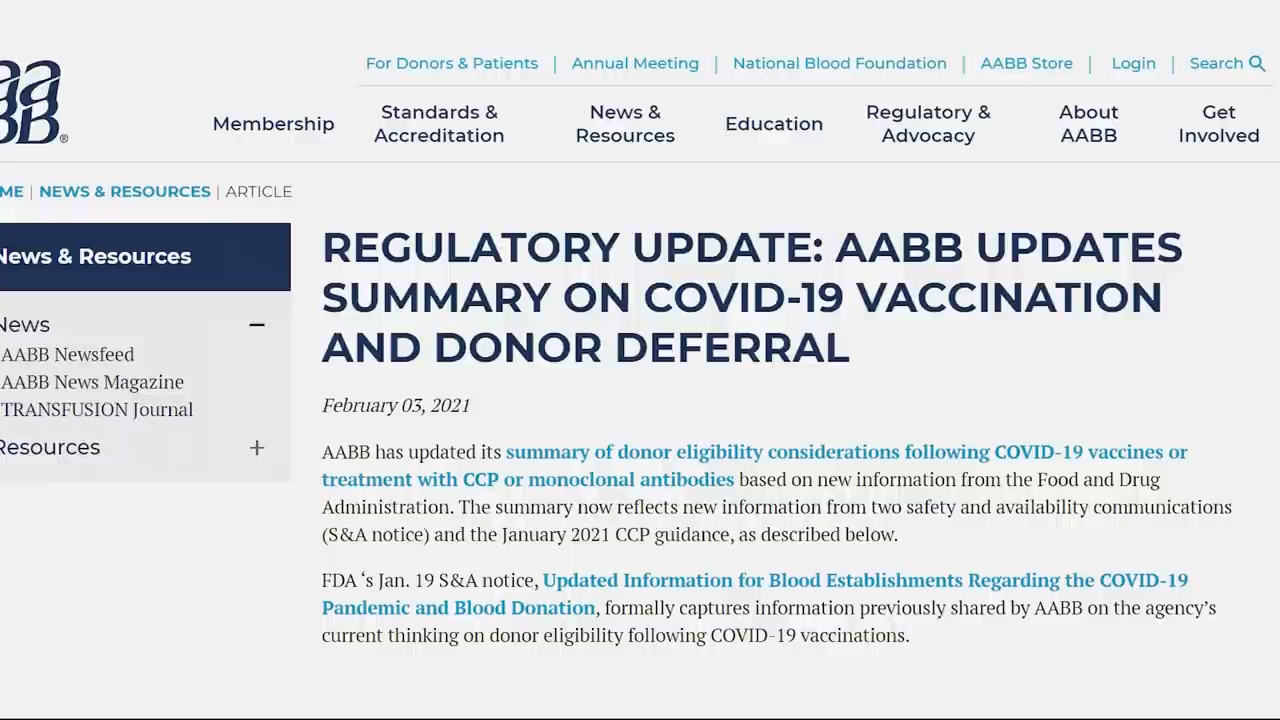 aa
BB®
For Donors & Patients | Annual Meeting | National Blood Foundation | AABB Store | Login | Search
Membership
Standards &
Accreditation
News &
Resources
Education
Regulatory &
Advocacy
About
AABB
Get
Involved
ME | NEWS & RESOURCES | ARTICLE
News & Resources
News
AABB Newsfeed
AABB News Magazine
TRANSFUSION Journal
Resources
REGULATORY UPDATE: AABB UPDATES
SUMMARY ON COVID-19 VACCINATION
AND DONOR DEFERRAL
February 03, 2021
AABB has updated its summary of donor eligibility considerations following COVID-19 vaccines or
treatment with CCP or monoclonal antibodies based on new information from the Food and Drug
Administration. The summary now reflects new information from two safety and availability communications
(S&A notice) and the January 2021 CCP guidance, as described below.
FDA ‘s Jan. 19 S&A notice, Updated Information for Blood Establishments Regarding the COVID-19
Pandemic and Blood Donation, formally captures information previously shared by AABB on the agency’s
current thinking on donor eligibility following COVID-19 vaccinations.